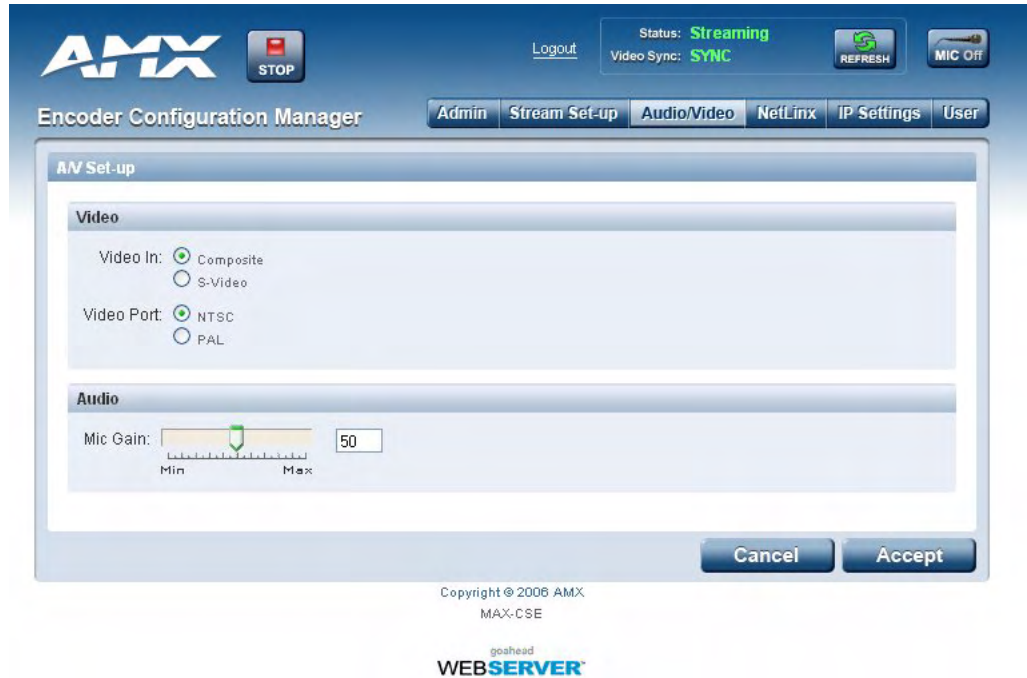 AMX
STOP
Logout
Status: Streaming
Video Sync: SYNC
REFRESH
MIC Off
Encoder Configuration Manager
Admin
Stream Set-up
Audio/Video
NetLinx
IP Settings
User
A/V Set-up
Video
Video In:
Composite
S-Video
Video Port:
NTSC
PAL
Audio
Mic Gain:
50
Min
Max
Cancel
Accept
Copyright © 2006 AMX
MAX-CSE
goahead
WEBSERVER™